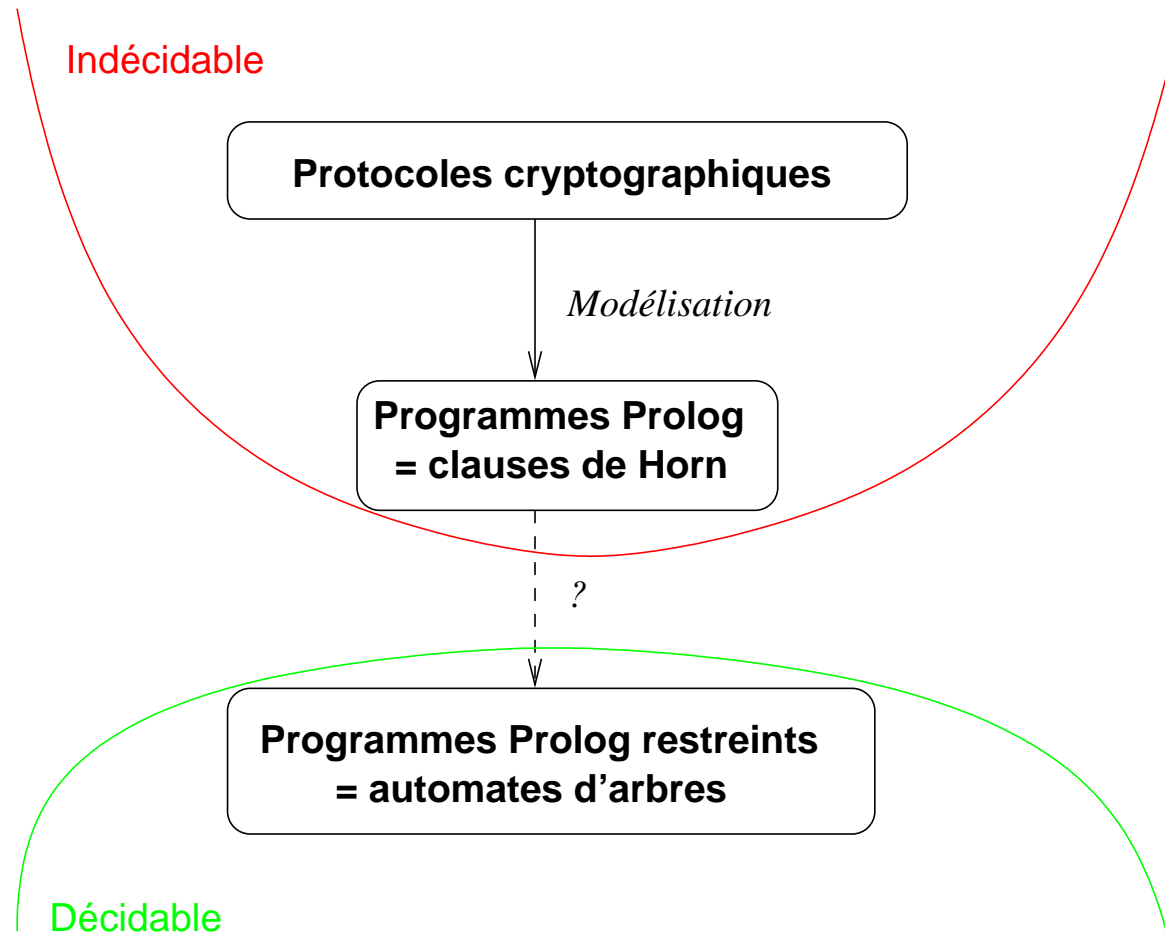 Indécidable
Protocoles cryptographiques
Modélisation
Programmes Prolog
= clauses de Horn
?
Programmes Prolog restreints
= automates d’arbres
Décidable